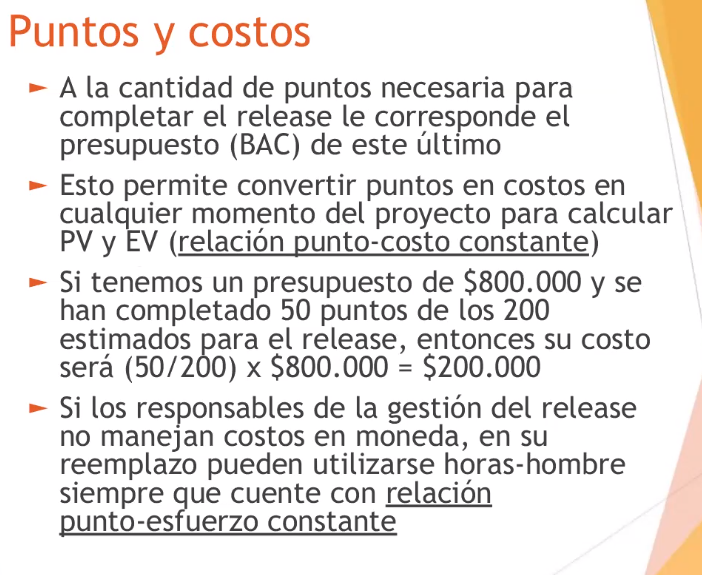 Puntos y costos
► A la cantidad de puntos necesaria para
completar el release le corresponde el
presupuesto (BAC) de este último
► Esto permite convertir puntos en costos en
cualquier momento del proyecto para calcular
PV y EV (relación punto-costo constante)
► Si tenemos un presupuesto de $800.000 y se
han completado 50 puntos de los 200
estimados para el release, entonces su costo
será (50/200) x $800.000 = $200.000
► Si los responsables de la gestión del release
no manejan costos en moneda, en su
reemplazo pueden utilizarse horas-hombre
siempre que cuente con relación
punto-esfuerzo constante